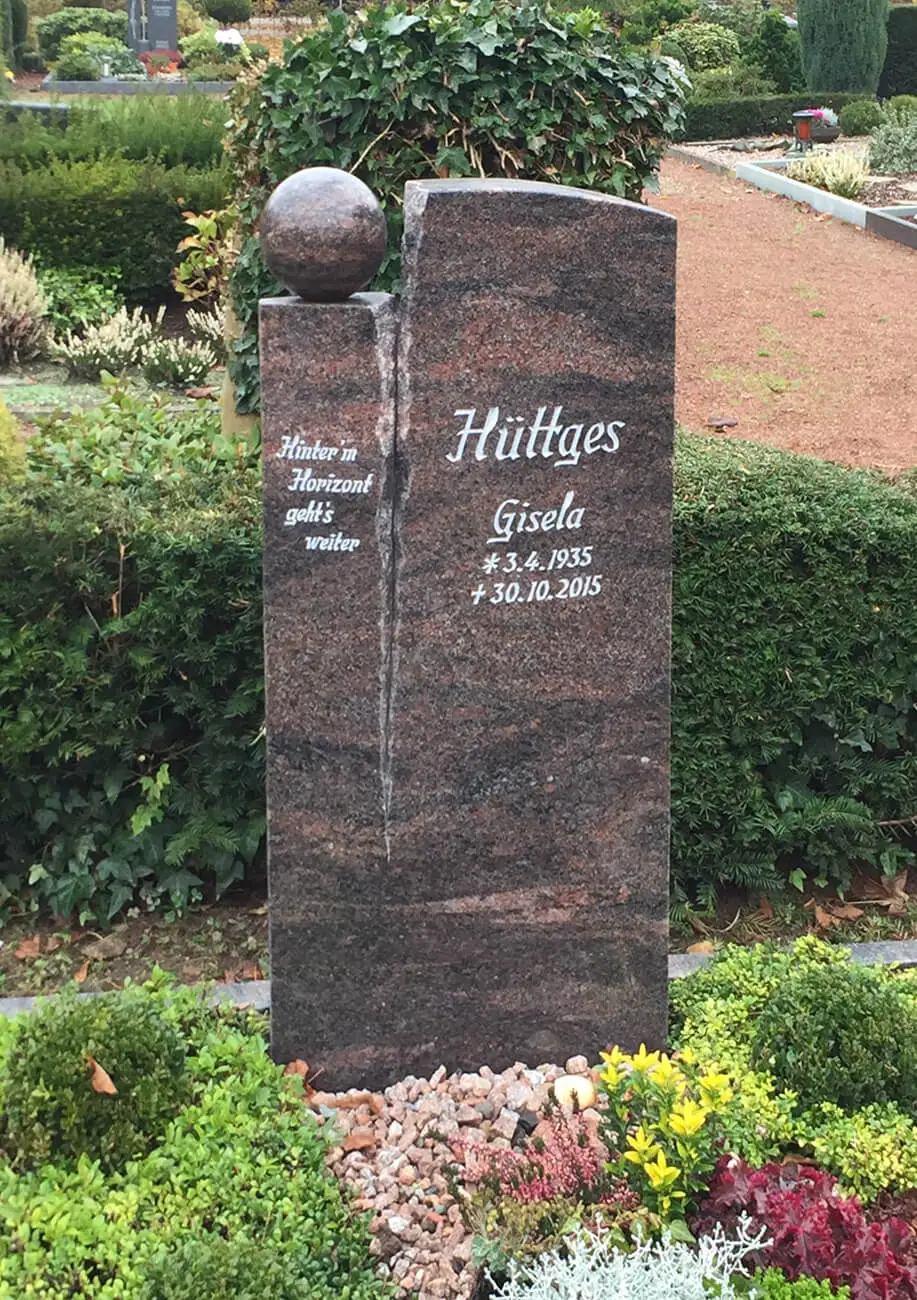 Hinter'm
Horizont
geht's
weiter
Hüttges
Gisela
* 3.4.1935
† 30.10.2015